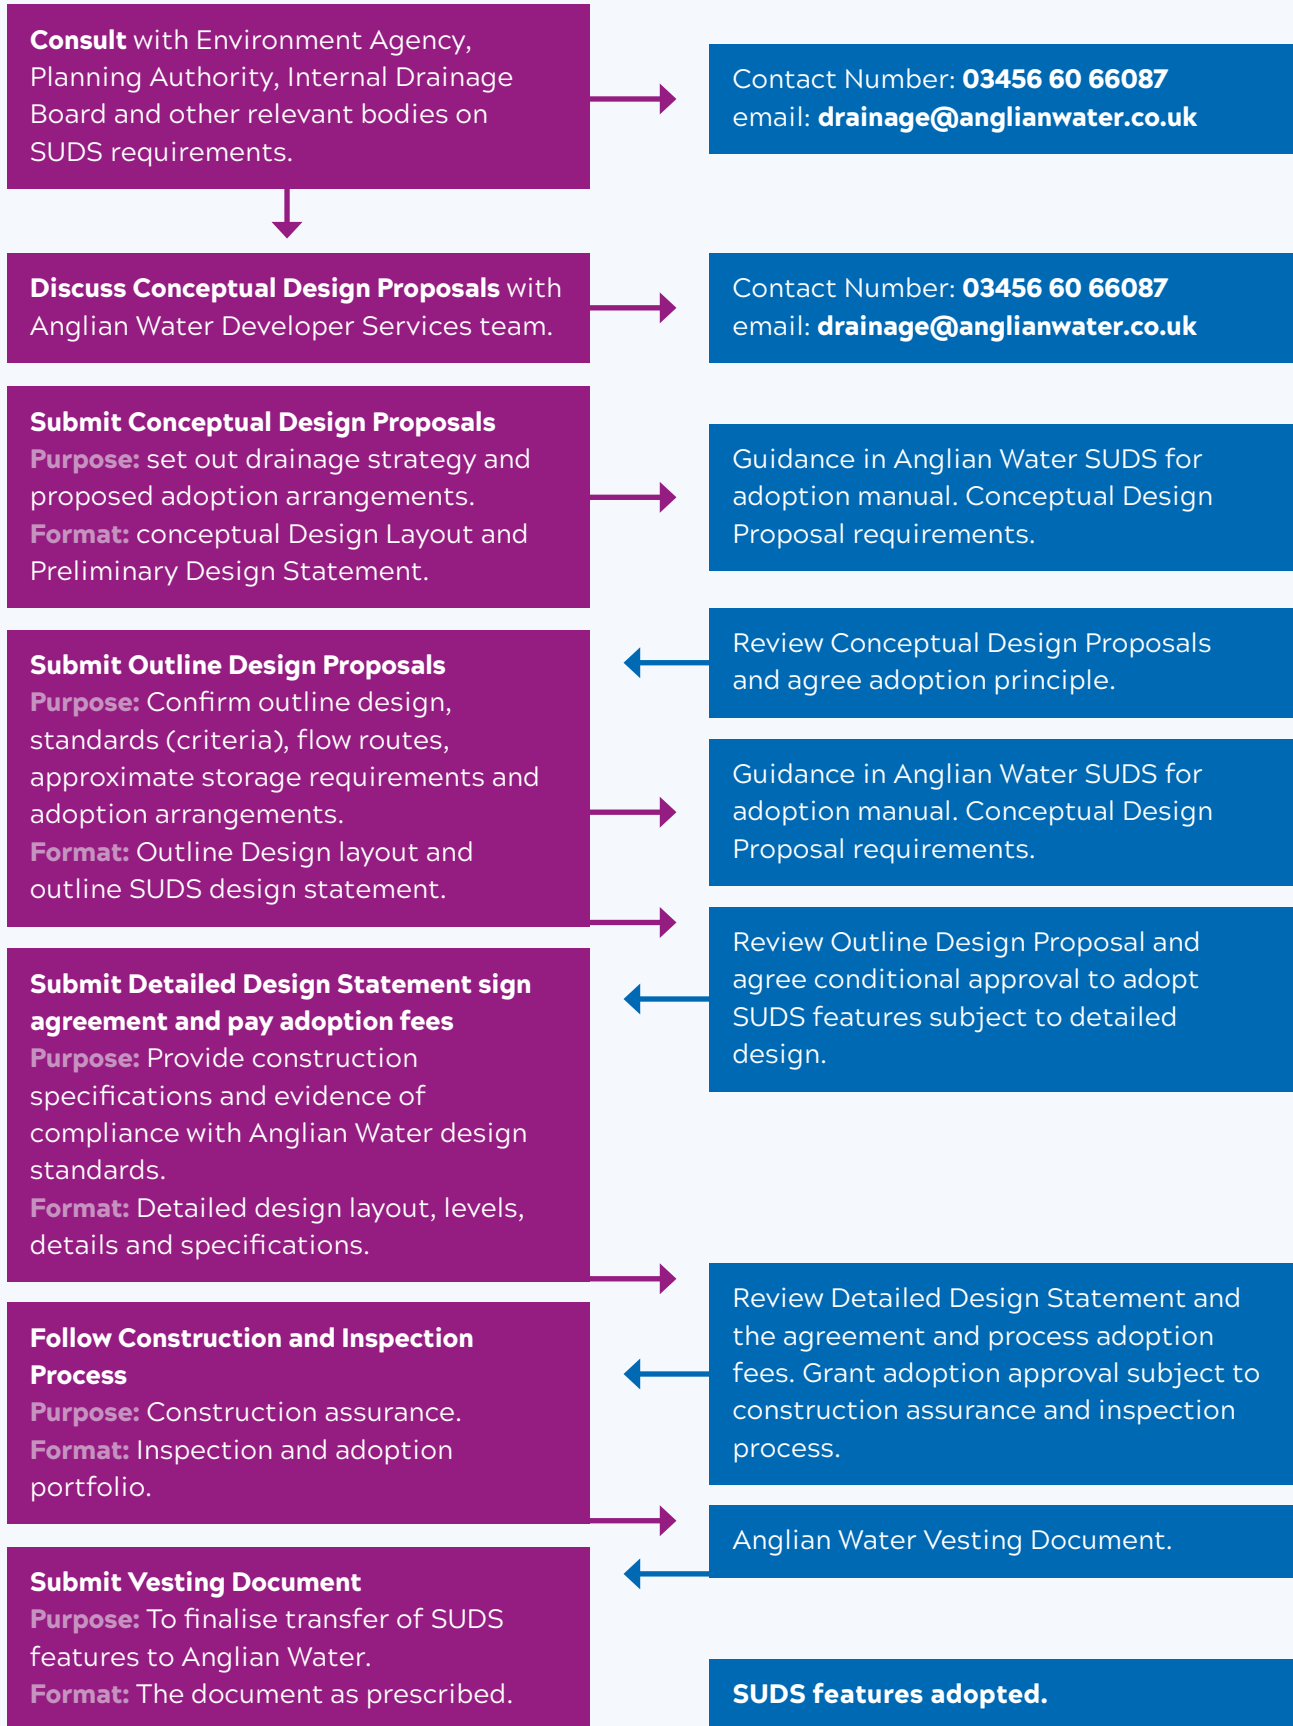 Consult with Environment Agency,
Planning Authority, Internal Drainage
Board and other relevant bodies on
SUDS requirements.
Contact Number: 03456 60 66087
email: drainage@anglianwater.co.uk
Discuss Conceptual Design Proposals with
Anglian Water Developer Services team.
Contact Number: 03456 60 66087
email: drainage@anglianwater.co.uk
Submit Conceptual Design Proposals
Purpose: set out drainage strategy and
proposed adoption arrangements.
Format: conceptual Design Layout and
Preliminary Design Statement.
Guidance in Anglian Water SUDS for
adoption manual. Conceptual Design
Proposal requirements.
Review Conceptual Design Proposals
and agree adoption principle.
Submit Outline Design Proposals
Purpose: Confirm outline design,
standards (criteria), flow routes,
approximate storage requirements and
adoption arrangements.
Format: Outline Design layout and
outline SUDS design statement.
Guidance in Anglian Water SUDS for
adoption manual. Conceptual Design
Proposal requirements.
Review Outline Design Proposal and
agree conditional approval to adopt
SUDS features subject to detailed
design.
Submit Detailed Design Statement sign
agreement and pay adoption fees
Purpose: Provide construction
specifications and evidence of
compliance with Anglian Water design
standards.
Format: Detailed design layout, levels,
details and specifications.
Review Detailed Design Statement and
the agreement and process adoption
fees. Grant adoption approval subject to
construction assurance and inspection
process.
Follow Construction and Inspection
Process
Purpose: Construction assurance.
Format: Inspection and adoption
portfolio.
Anglian Water Vesting Document.
Submit Vesting Document
Purpose: To finalise transfer of SUDS
features to Anglian Water.
Format: The document as prescribed.
SUDS features adopted.